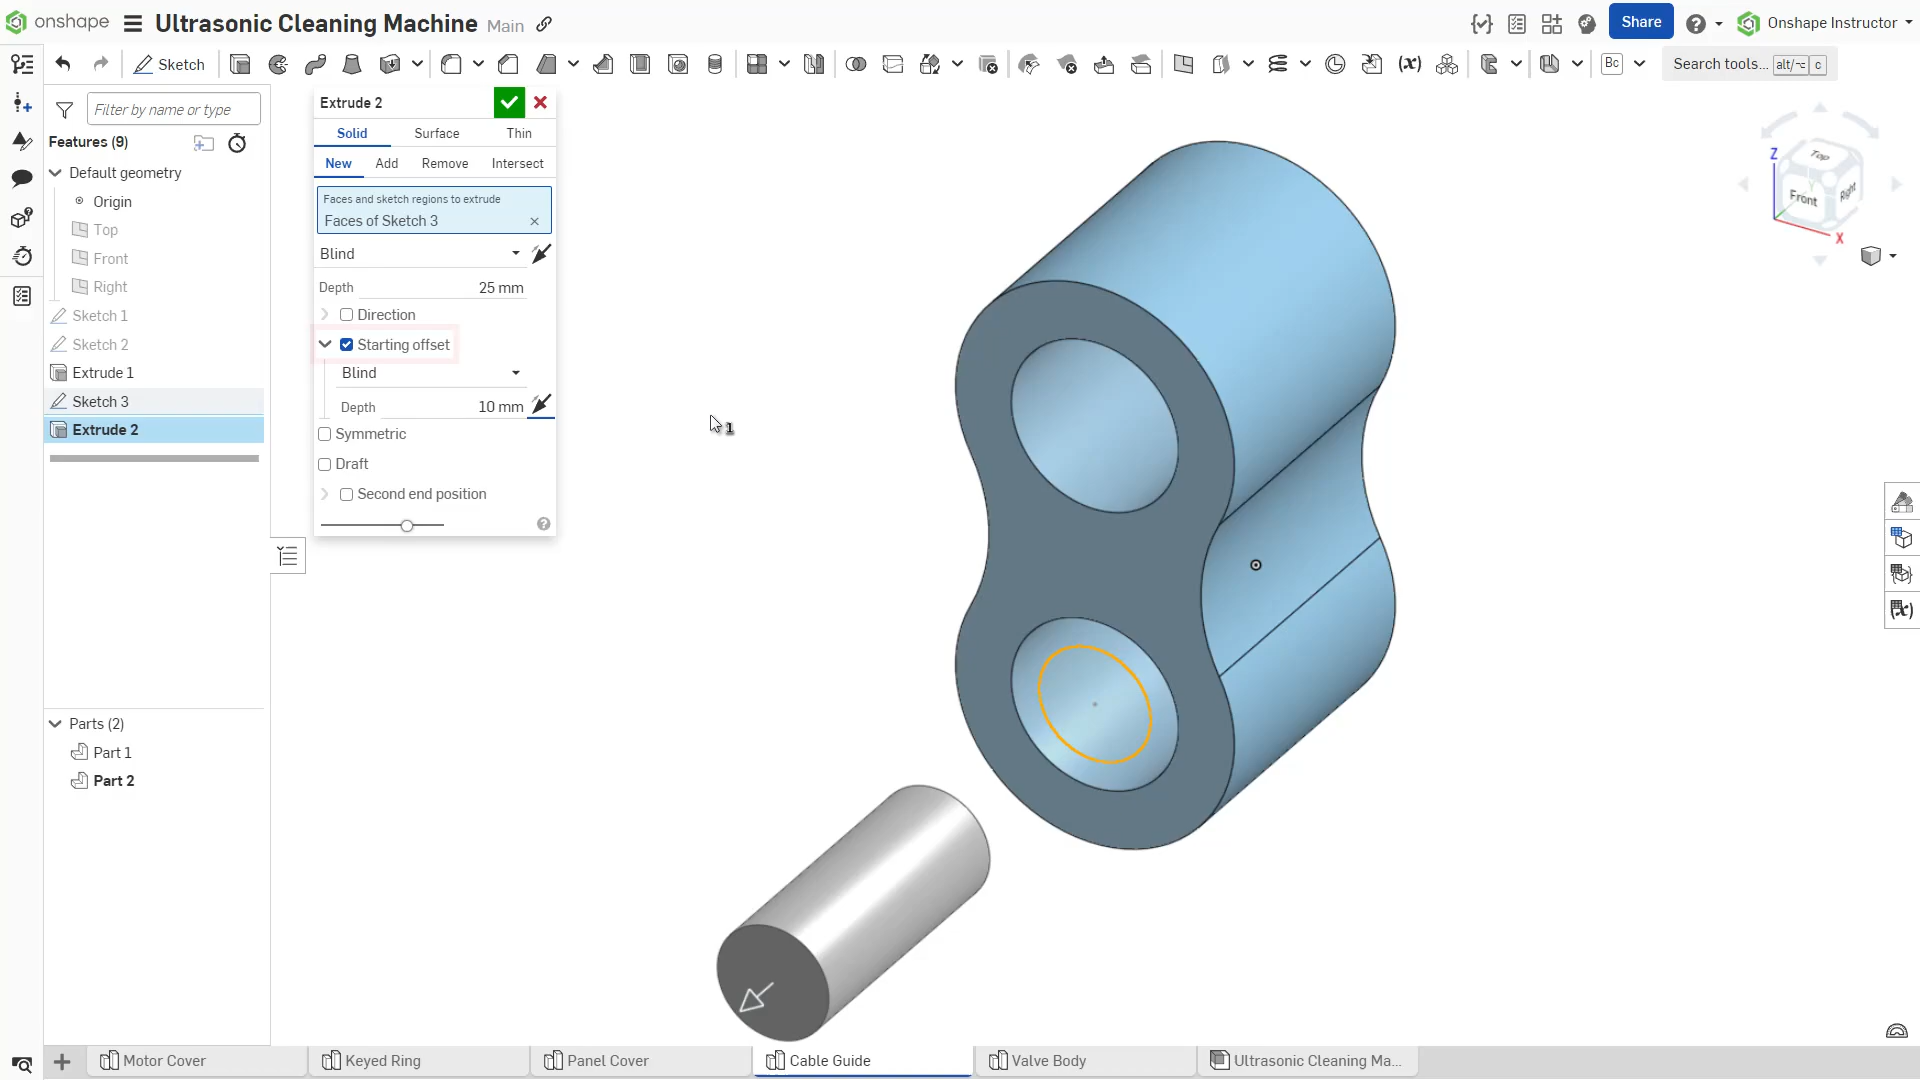 onshape Ultrasonic Cleaning Machine Main Share Onshape Instructor
Sketch Bc Search tools... alt/⌥ c
Filter by name or type
Features (9)
Default geometry
Origin
Top
Front
Right
Sketch 1
Sketch 2
Extrude 1
Sketch 3
Extrude 2
Parts (2)
Part 1
Part 2
Extrude 2
Solid Surface Thin
New Add Remove Intersect
Faces and sketch regions to extrude
Faces of Sketch 3
Blind
Depth 25 mm
Direction
Starting offset
Blind
Depth 10 mm
Symmetric
Draft
Second end position
1
Z
Top
Y
Front Right
X
Motor Cover Keyed Ring Panel Cover Cable Guide Valve Body Ultrasonic Cleaning Ma...